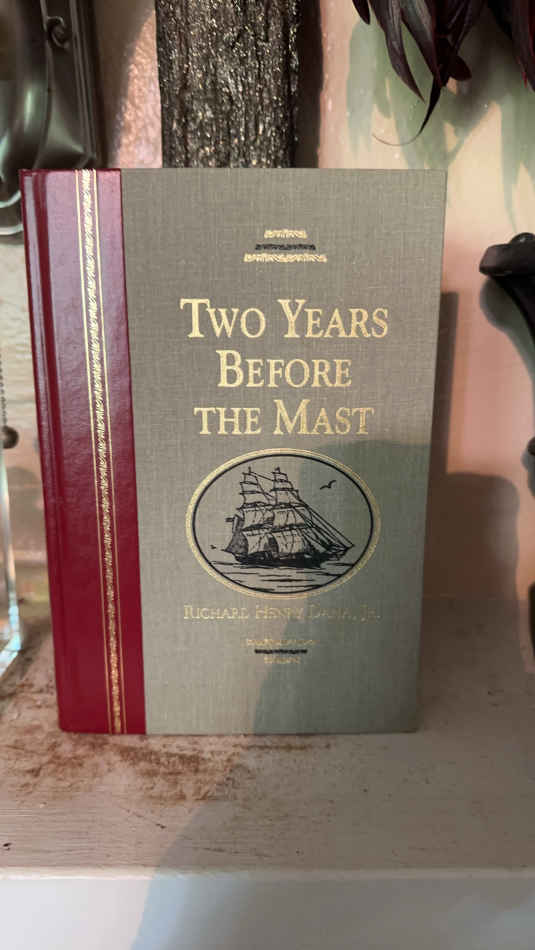 TWO YEARS
BEFORE
THE MAST
RICHARD HENRY DANA, JR.